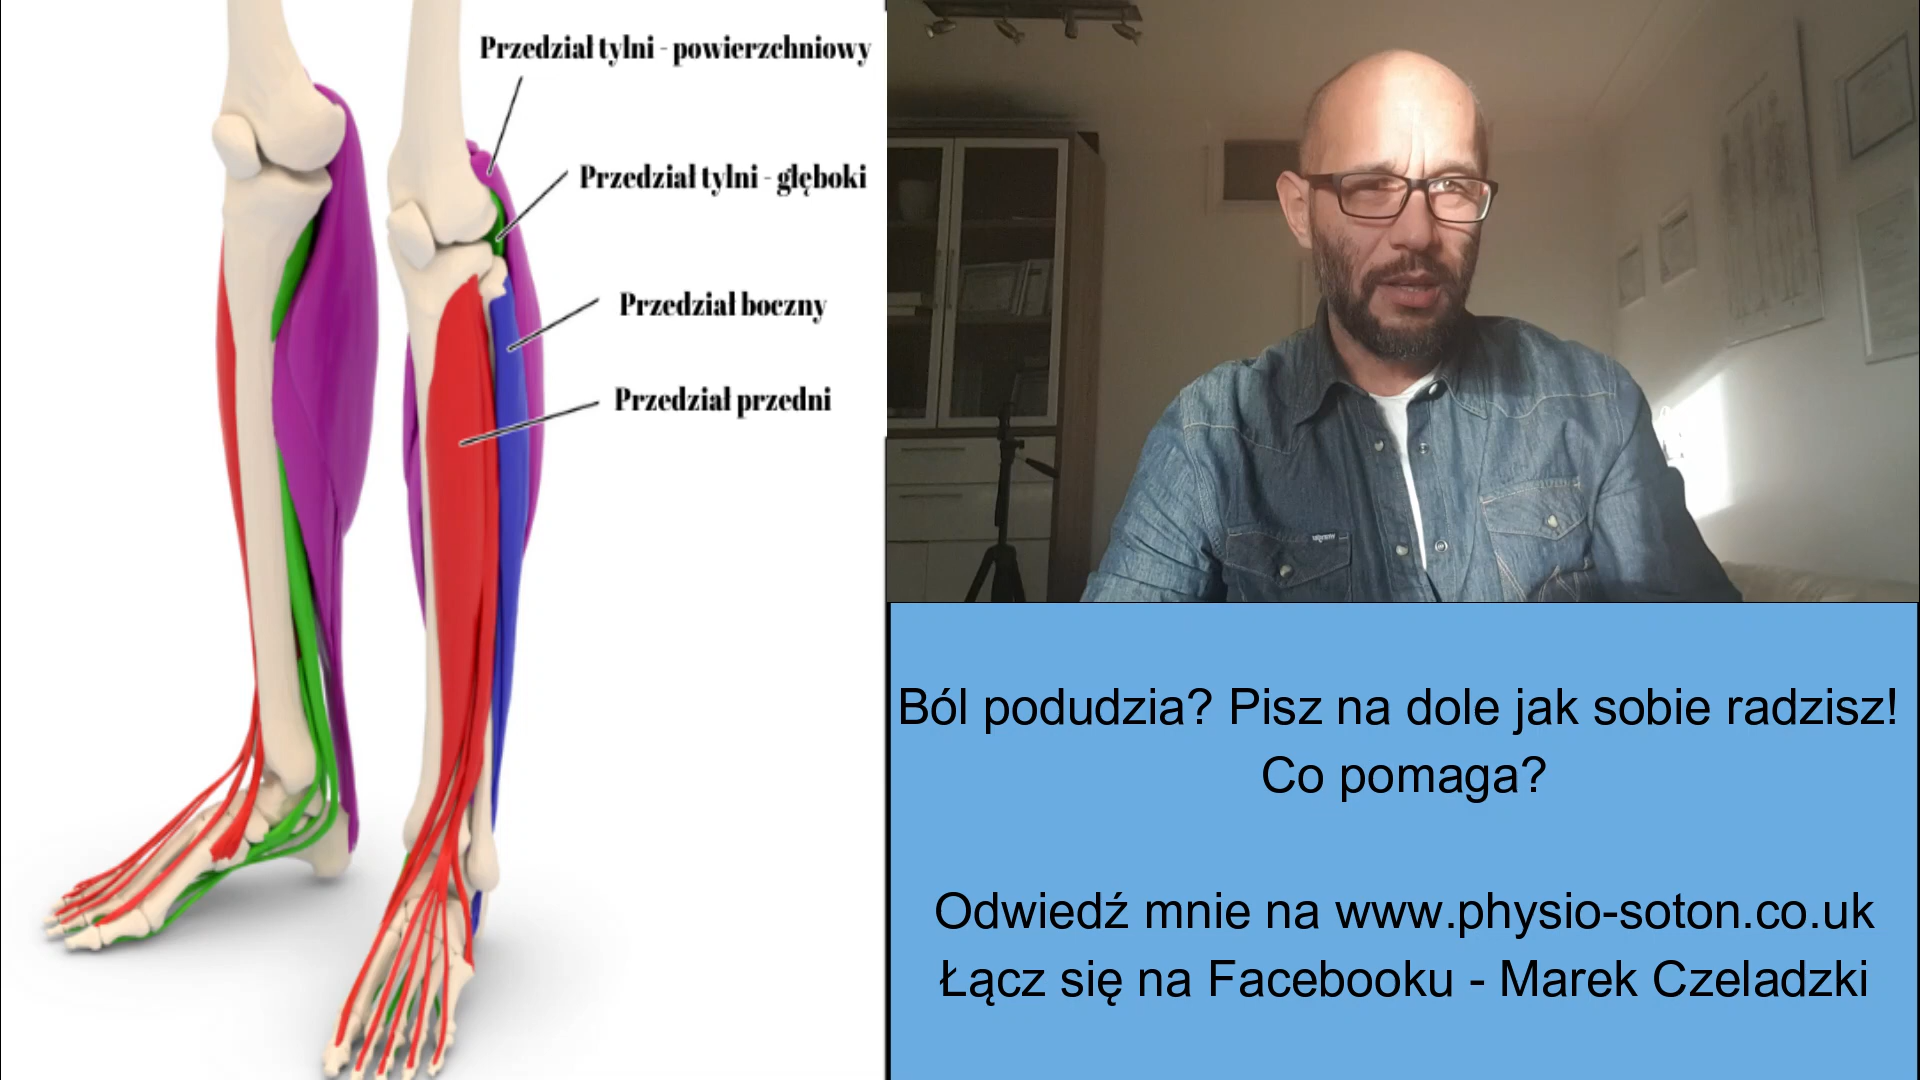 Przedział tylni - powierzchniowy
Przedział tylni - głęboki
Przedział boczny
Przedział przedni
Ból podudzia? Pisz na dole jak sobie radzisz!
Co pomaga?
Odwiedź mnie na www.physio-soton.co.uk
Łącz się na Facebooku - Marek Czeladzki